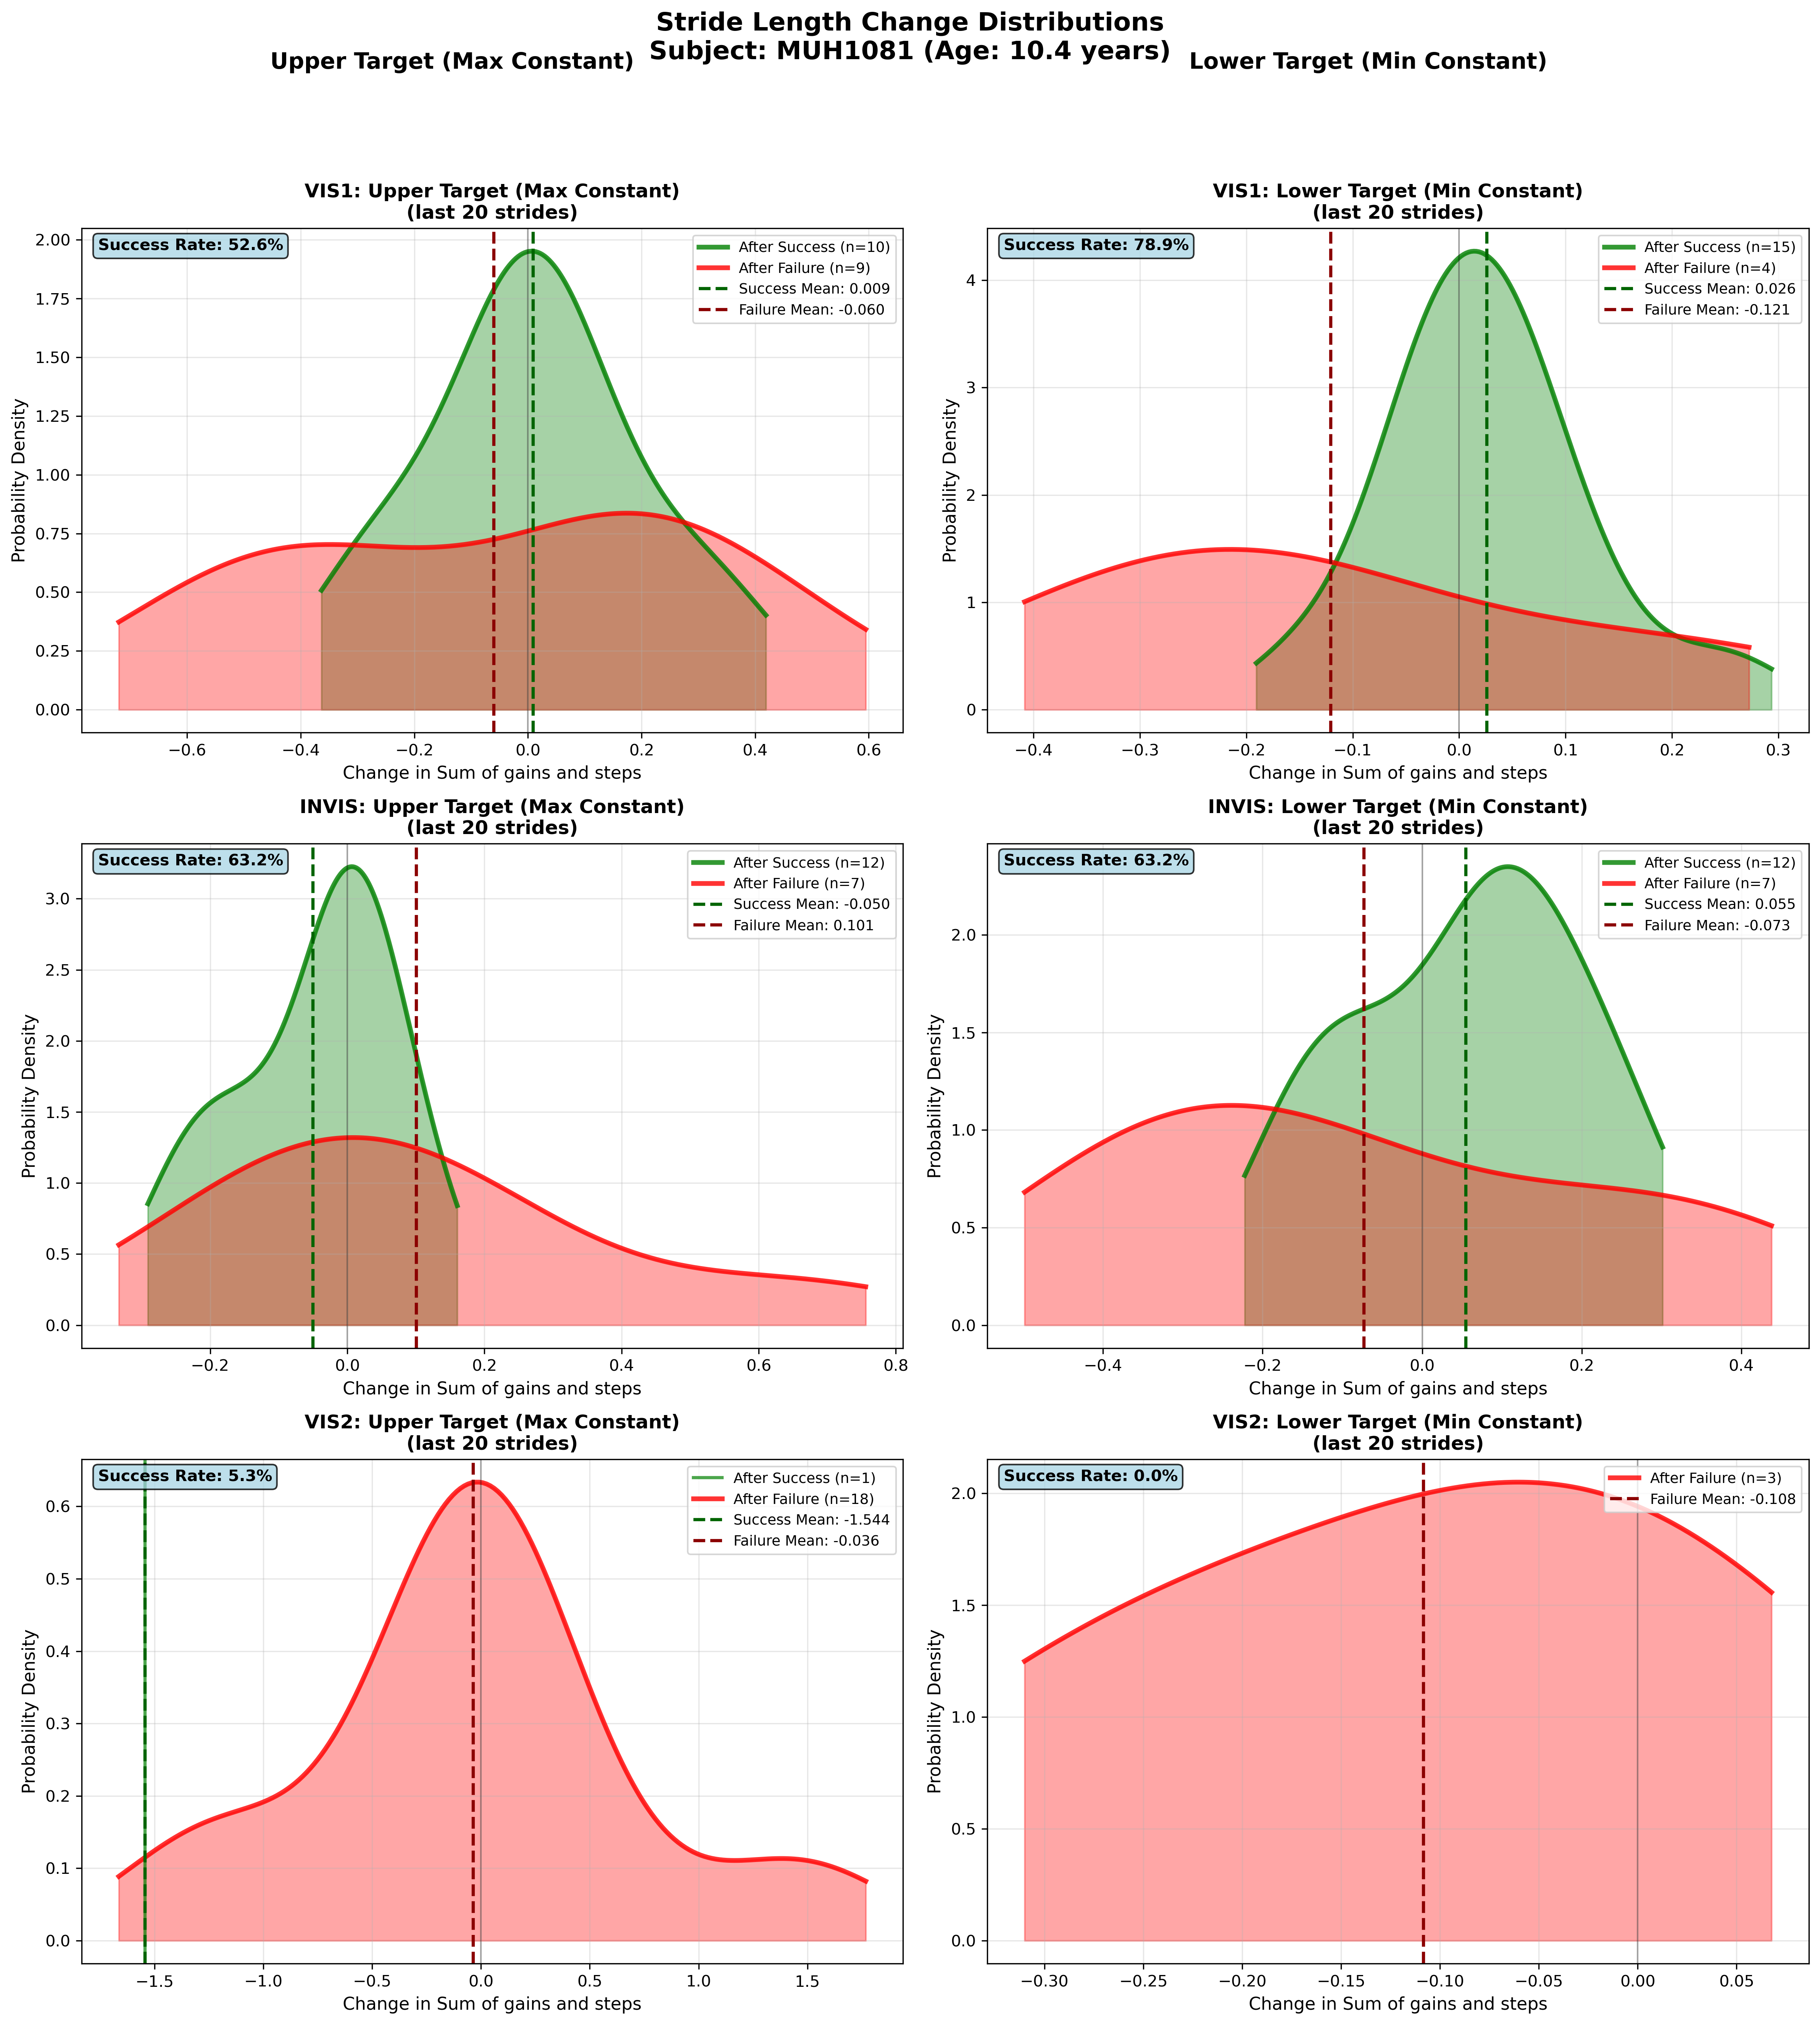 Stride Length Change Distributions
Subject: MUH1081 (Age: 10.4 years)
Upper Target (Max Constant)
Lower Target (Min Constant)
VIS1: Upper Target (Max Constant)
(last 20 strides)
Success Rate: 52.6%
After Success (n=10)
After Failure (n=9)
Success Mean: 0.009
Failure Mean: -0.060
Probability Density
2.00
1.75
1.50
1.25
1.00
0.75
0.50
0.25
0.00
−0.6
−0.4
−0.2
0.0
0.2
0.4
0.6
Change in Sum of gains and steps
VIS1: Lower Target (Min Constant)
(last 20 strides)
Success Rate: 78.9%
After Success (n=15)
After Failure (n=4)
Success Mean: 0.026
Failure Mean: -0.121
Probability Density
4
3
2
1
0
−0.4
−0.3
−0.2
−0.1
0.0
0.1
0.2
0.3
Change in Sum of gains and steps
INVIS: Upper Target (Max Constant)
(last 20 strides)
Success Rate: 63.2%
After Success (n=12)
After Failure (n=7)
Success Mean: -0.050
Failure Mean: 0.101
Probability Density
3.0
2.5
2.0
1.5
1.0
0.5
0.0
−0.2
0.0
0.2
0.4
0.6
0.8
Change in Sum of gains and steps
INVIS: Lower Target (Min Constant)
(last 20 strides)
Success Rate: 63.2%
After Success (n=12)
After Failure (n=7)
Success Mean: 0.055
Failure Mean: -0.073
Probability Density
2.0
1.5
1.0
0.5
0.0
−0.4
−0.2
0.0
0.2
0.4
Change in Sum of gains and steps
VIS2: Upper Target (Max Constant)
(last 20 strides)
Success Rate: 5.3%
After Success (n=1)
After Failure (n=18)
Success Mean: -1.544
Failure Mean: -0.036
Probability Density
0.6
0.5
0.4
0.3
0.2
0.1
0.0
−1.5
−1.0
−0.5
0.0
0.5
1.0
1.5
Change in Sum of gains and steps
VIS2: Lower Target (Min Constant)
(last 20 strides)
Success Rate: 0.0%
After Failure (n=3)
Failure Mean: -0.108
Probability Density
2.0
1.5
1.0
0.5
0.0
−0.30
−0.25
−0.20
−0.15
−0.10
−0.05
0.00
0.05
Change in Sum of gains and steps